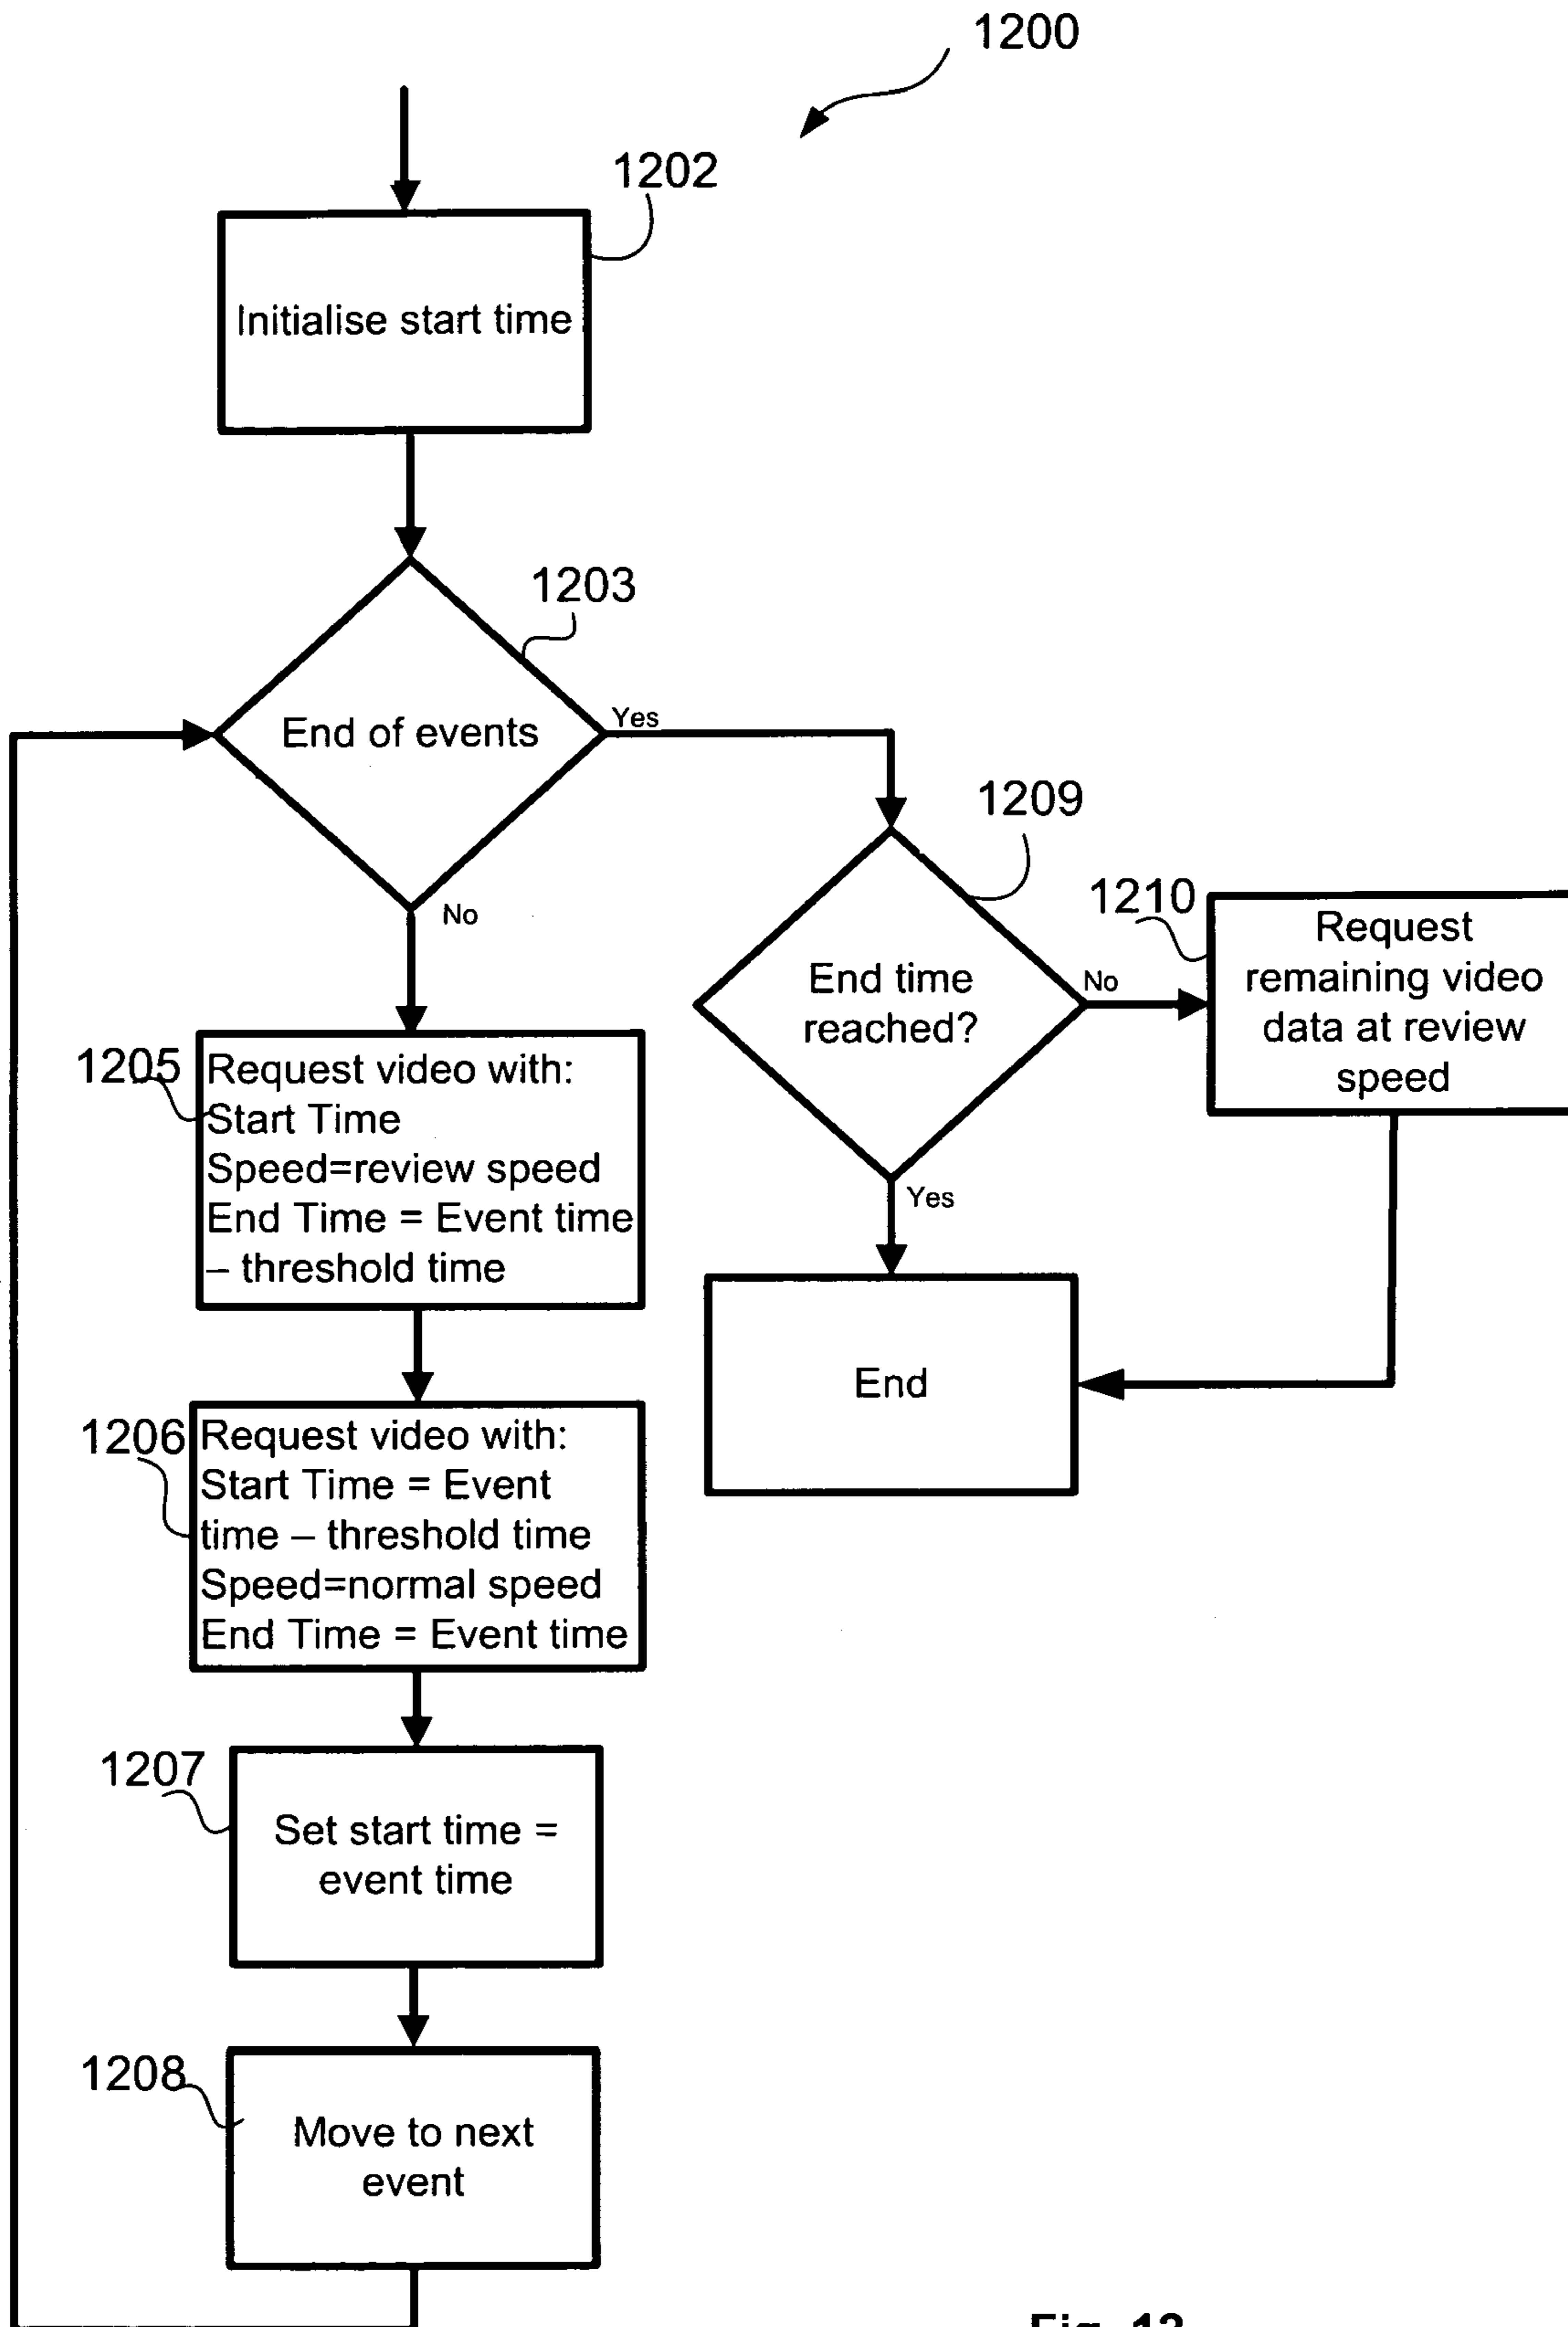 1200
1202
Initialise start time
1203
End of events
Yes
No
1209
End time
reached?
No
Yes
1210
Request
remaining video
data at review
speed
1205
Request video with:
Start Time
Speed=review speed
End Time = Event time
– threshold time
End
1206
Request video with:
Start Time = Event
time – threshold time
Speed=normal speed
End Time = Event time
1207
Set start time =
event time
1208
Move to next
event
Fig. 12